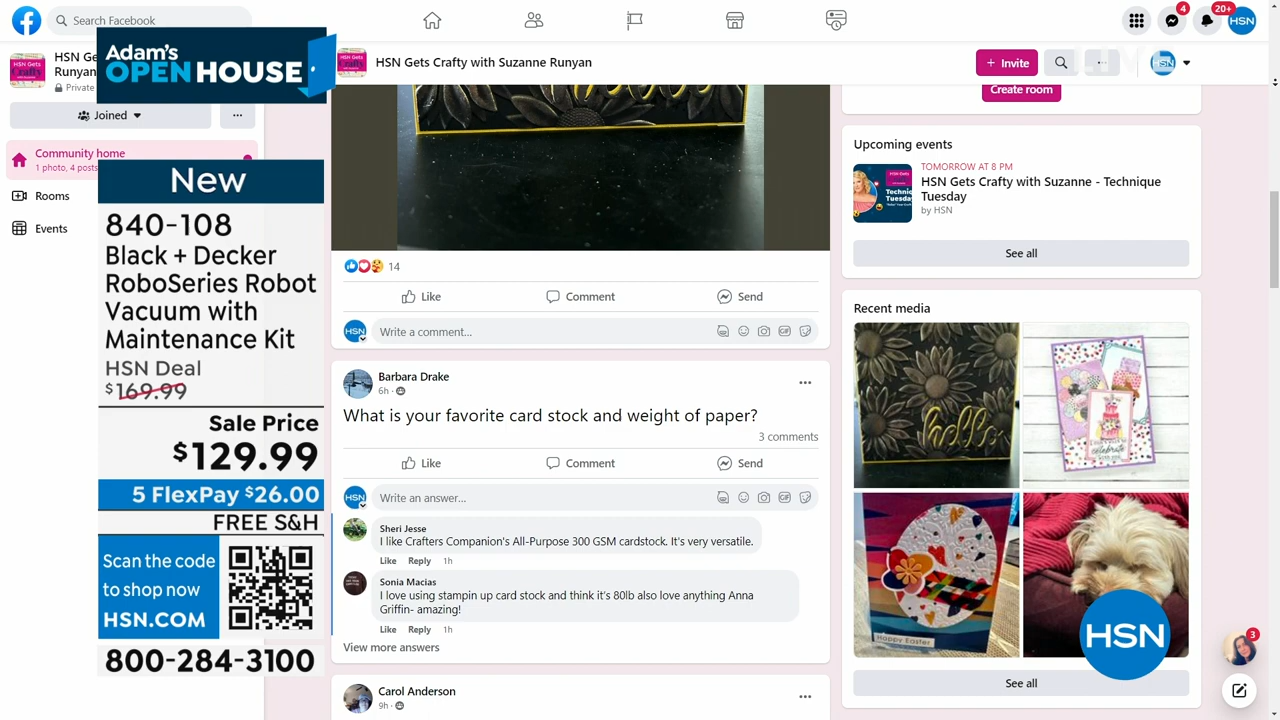 Search Facebook
4
20+
HSN
Adam's
OPEN HOUSE
HSN Ge
Runyan
Private
HSN Gets Crafty with Suzanne Runyan
+ Invite
Joined
Create room
Community home
1 photo, 4 posts
Rooms
Events
New
840-108
Black + Decker
RoboSeries Robot
Vacuum with
Maintenance Kit
HSN Deal
$169.99
Sale Price
$129.99
5 FlexPay $26.00
FREE S&H
Scan the code
to shop now
HSN.COM
800-284-3100
14
Like
Comment
Send
HSN
Write a comment...
GIF
Barbara Drake
6h
What is your favorite card stock and weight of paper?
3 comments
Like
Comment
Send
HSN
Write an answer...
GIF
Sheri Jesse
I like Crafters Companion's All-Purpose 300 GSM cardstock. It's very versatile.
Like Reply 1h
Sonia Macias
I love using stampin up card stock and think it's 80lb also love anything Anna
Griffin- amazing!
Like Reply 1h
View more answers
Carol Anderson
9h
Upcoming events
TOMORROW AT 8 PM
HSN Gets Crafty with Suzanne - Technique
Tuesday
by HSN
See all
Recent media
hello
celebrate
Happy Easter
HSN
See all
3